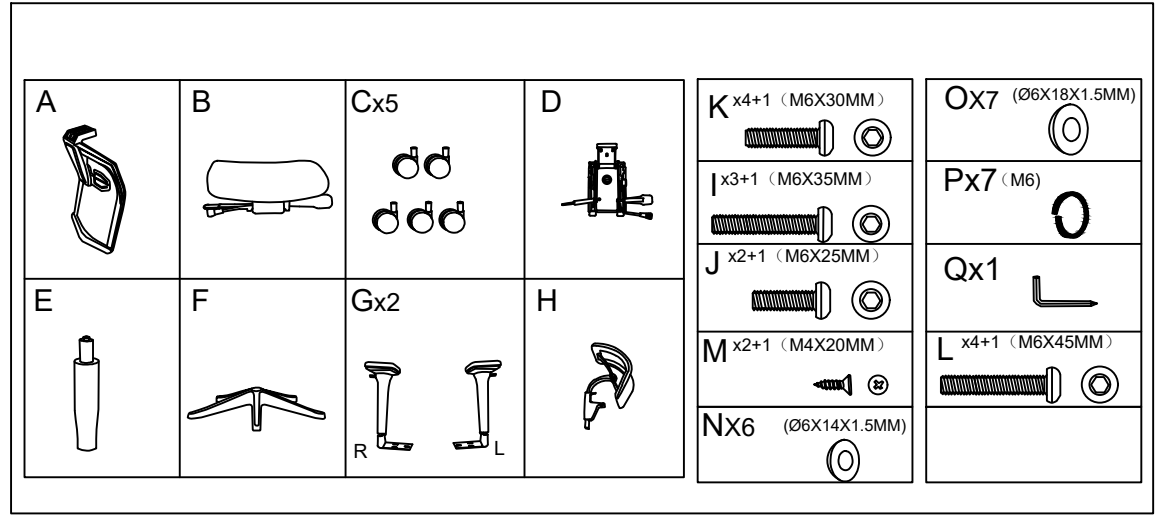 A
B
Cx5
D
E
F
Gx2
R
L
H
K x4+1（M6X30MM）
I x3+1（M6X35MM）
J x2+1（M6X25MM）
M x2+1（M4X20MM）
NX6 (Ø6X14X1.5MM)
OX7 (Ø6X18X1.5MM)
Px7（M6）
Qx1
L x4+1（M6X45MM）